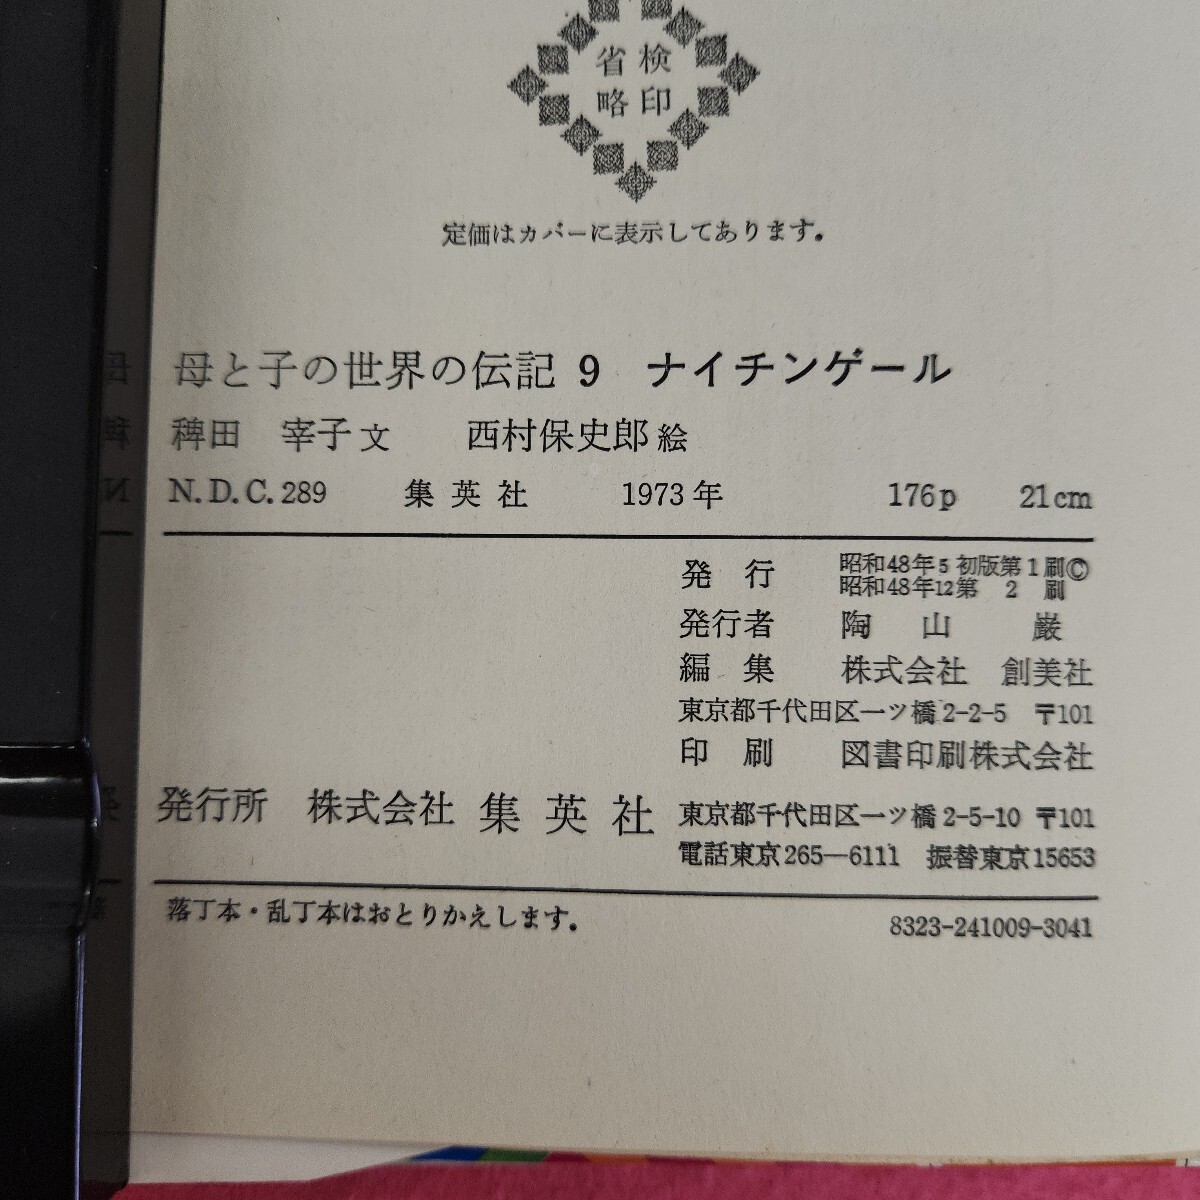 検印
省略
定価はカバーに表示してあります。
母と子の世界の伝記 9 ナイチンゲール
稗田 宰子 文 西村保史郎 絵
N.D.C.289 集英社 1973年 176p 21cm
発行 昭和48年5 初版第1刷©
昭和48年12第 2 刷
発行者 陶山 巌
編集 株式会社 創美社
東京都千代田区一ツ橋2-2-5 〒101
印刷 図書印刷株式会社
発行所 株式会社 集英社 東京都千代田区一ツ橋2-5-10 〒101
電話東京265―6111 振替東京15653
落丁本・乱丁本はおとりかえします。
8323-241009-3041